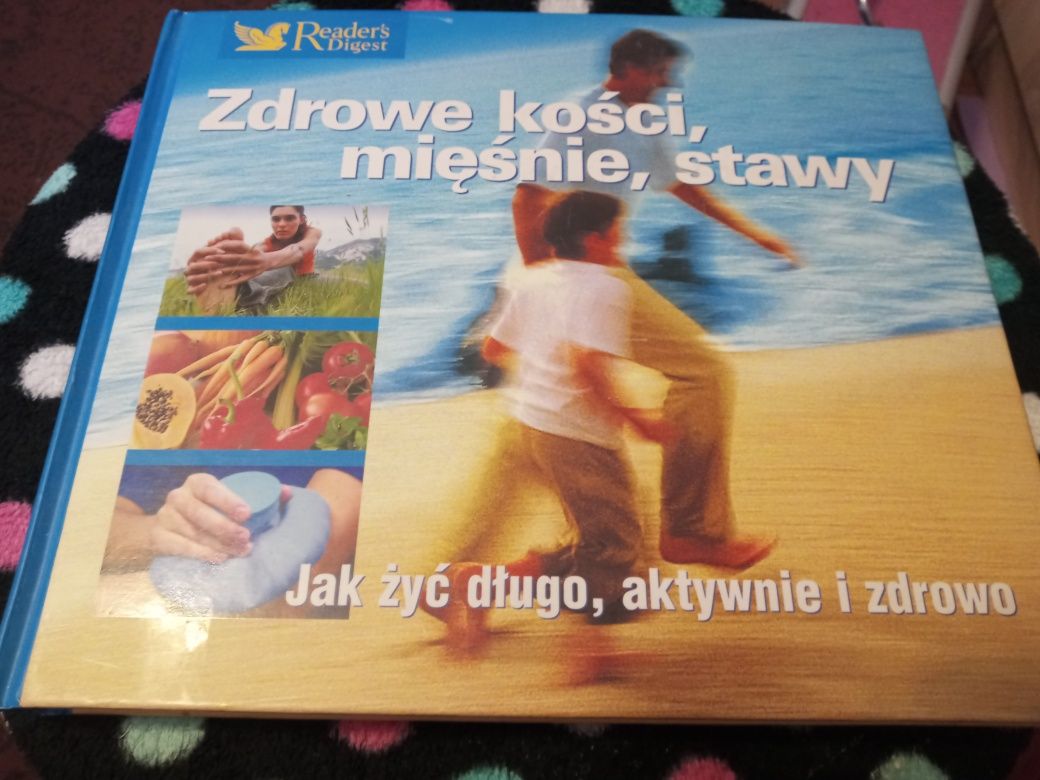 Reader's
Digest
Zdrowe kości,
mięśnie, stawy
Jak żyć długo, aktywnie i zdrowo